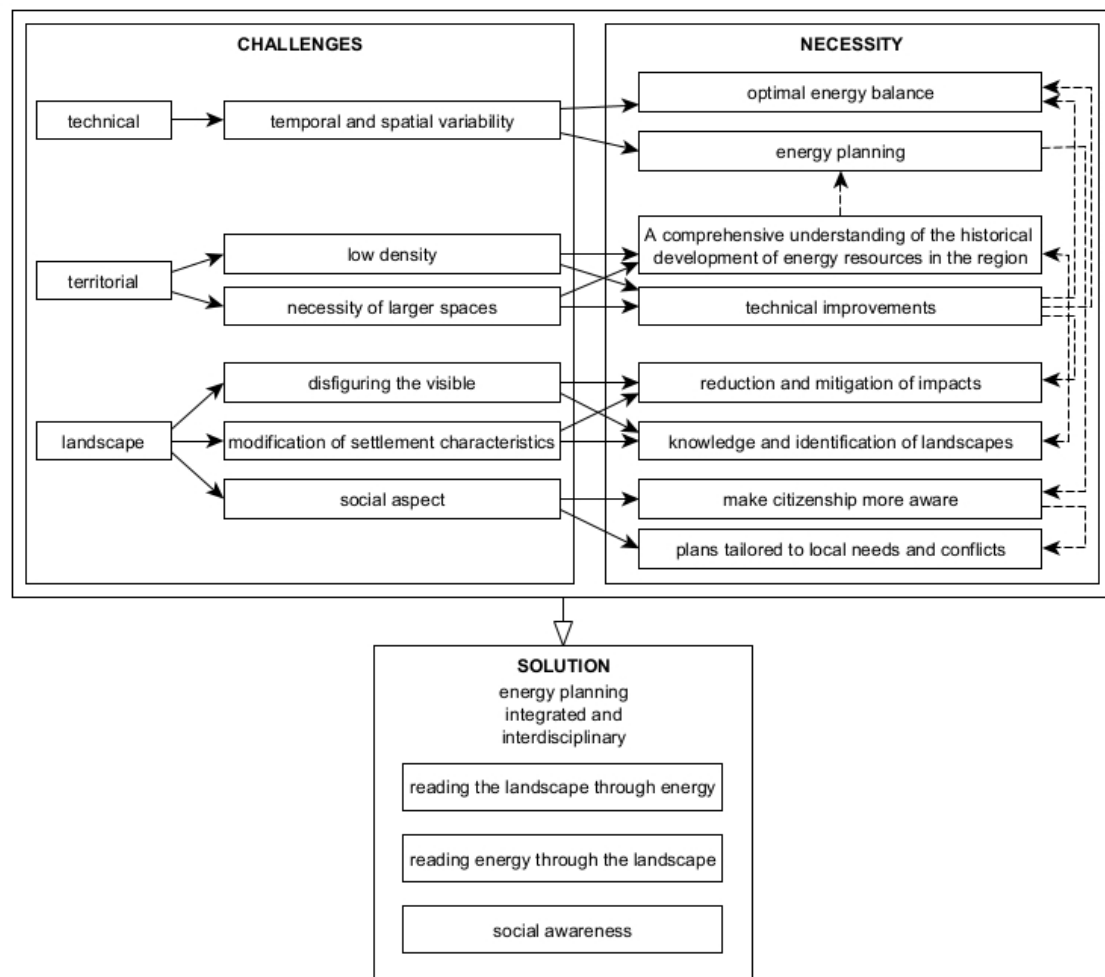 CHALLENGES
technical
temporal and spatial variability
territorial
low density
necessity of larger spaces
landscape
disfiguring the visible
modification of settlement characteristics
social aspect
NECESSITY
optimal energy balance
energy planning
A comprehensive understanding of the historical
development of energy resources in the region
technical improvements
reduction and mitigation of impacts
knowledge and identification of landscapes
make citizenship more aware
plans tailored to local needs and conflicts
SOLUTION
energy planning
integrated and
interdisciplinary
reading the landscape through energy
reading energy through the landscape
social awareness